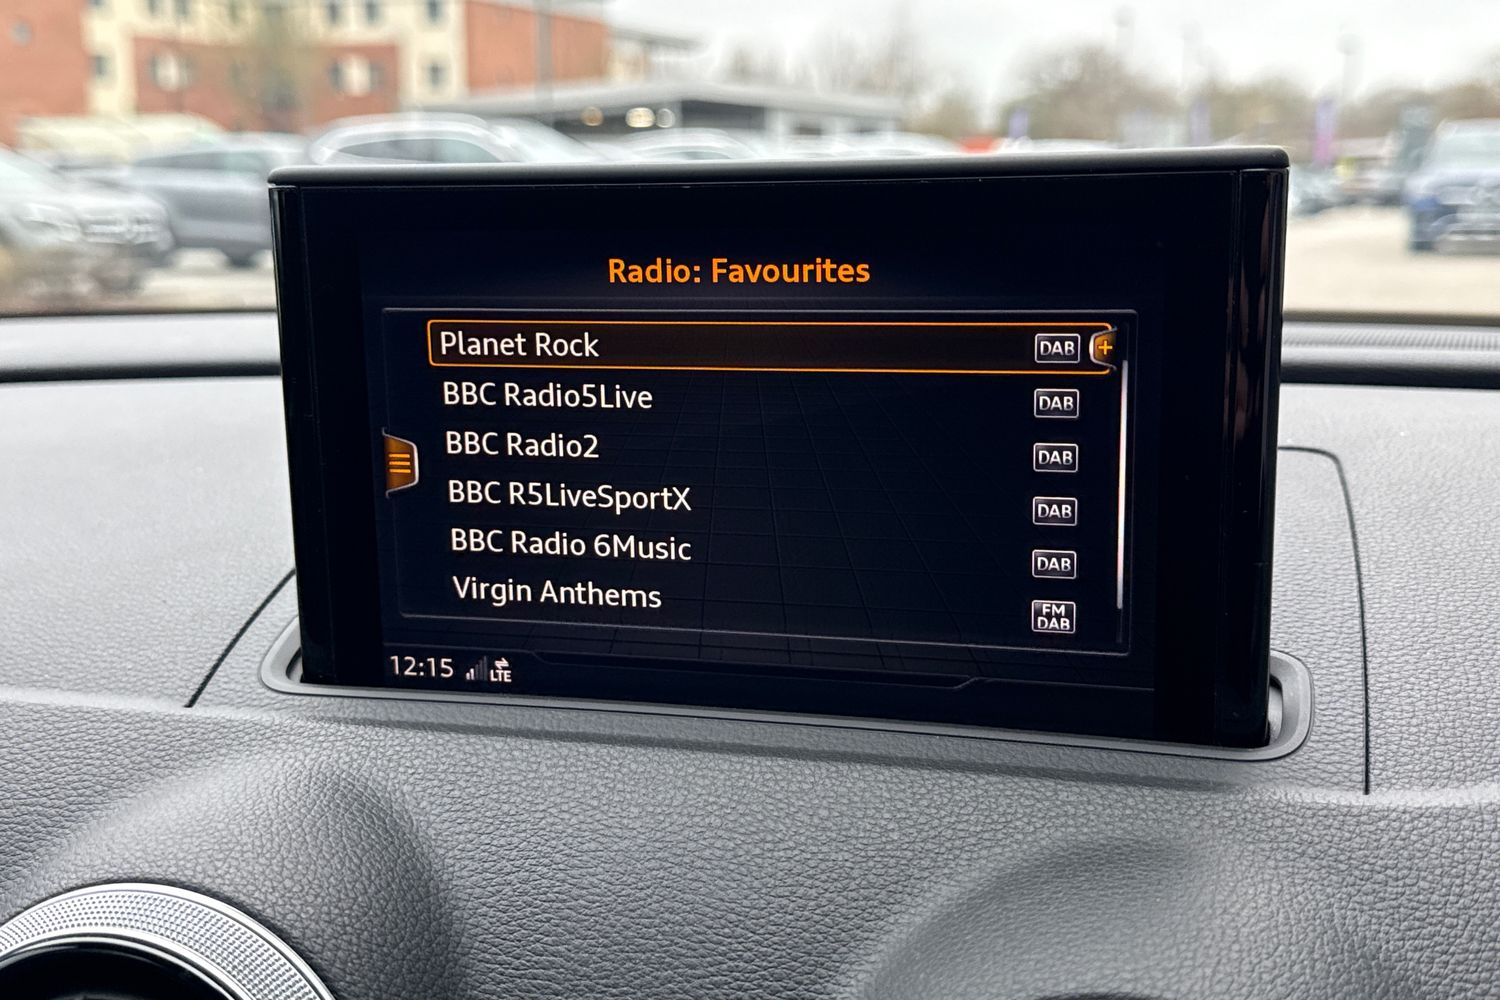 Radio: Favourites
Planet Rock DAB +
BBC Radio5Live DAB
BBC Radio2 DAB
BBC R5LiveSportX DAB
BBC Radio 6Music DAB
Virgin Anthems FM DAB
12:15 LTE